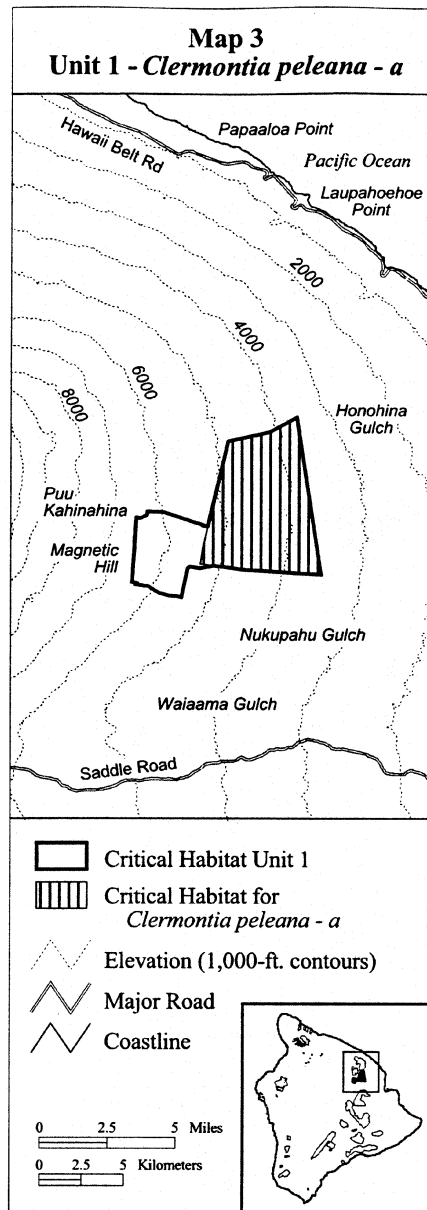 Map 3
Unit 1 - Clermontia peleana - a
Papaaloa Point
Hawaii Belt Rd
Pacific Ocean
Laupahoehoe
Point
2000
4000
6000
8000
Honohina
Gulch
Puu
Kahinahina
Magnetic
Hill
Nukupahu Gulch
Waiaama Gulch
Saddle Road
Critical Habitat Unit 1
Critical Habitat for
Clermontia peleana - a
Elevation (1,000-ft. contours)
Major Road
Coastline
0 2.5 5 Miles
0 2.5 5 Kilometers